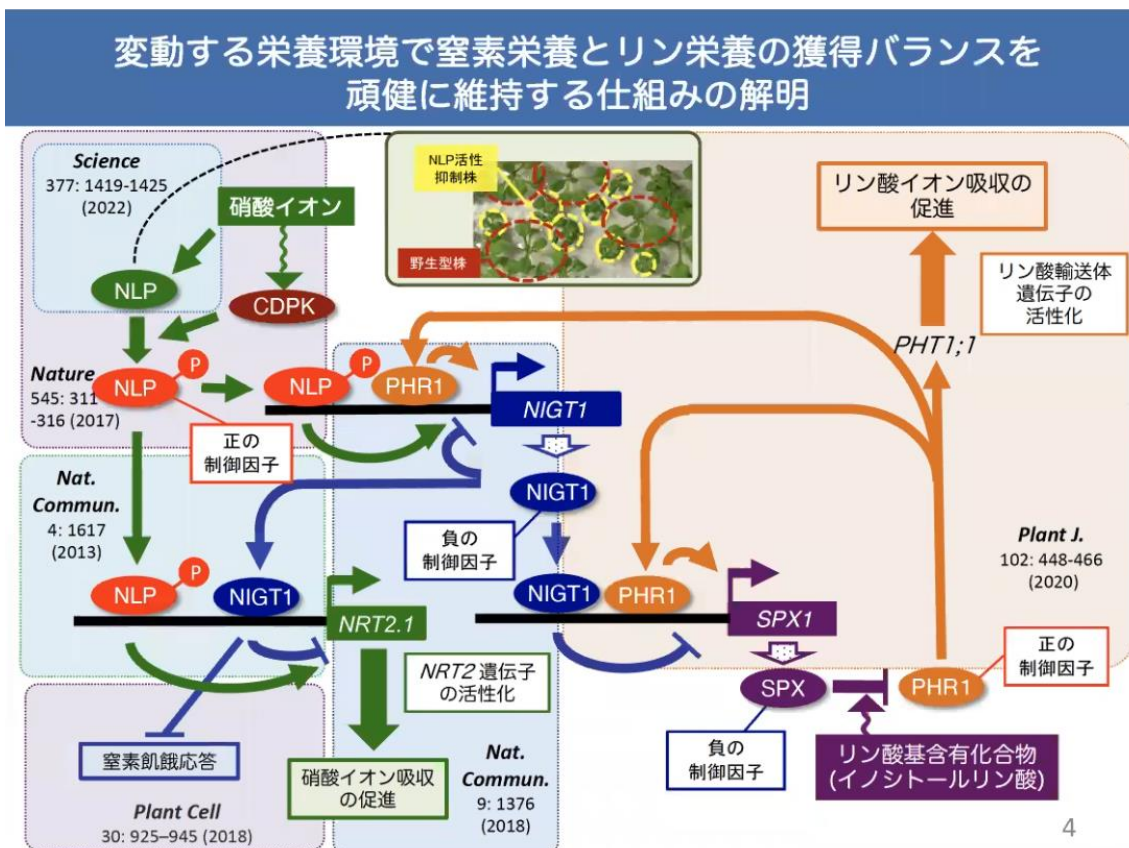 変動する栄養環境で窒素栄養とリン栄養の獲得バランスを
頑健に維持する仕組みの解明
Science
377: 1419-1425
(2022)
硝酸イオン
NLP
CDPK
NLP活性
抑制株
野生型株
リン酸イオン吸収の
促進
リン酸輸送体
遺伝子の
活性化
PHT1;1
Nature
545: 311
-316 (2017)
NLP
P
正の
制御因子
NLP
P
PHR1
NIGT1
NIGT1
負の
制御因子
Nat.
Commun.
4: 1617
(2013)
NLP
P
NIGT1
NRT2.1
NIGT1
PHR1
SPX1
Plant J.
102: 448-466
(2020)
NRT2 遺伝子
の活性化
SPX
PHR1
正の
制御因子
負の
制御因子
リン酸基含有化合物
(イノシトールリン酸)
窒素飢餓応答
硝酸イオン吸収
の促進
Plant Cell
30: 925–945 (2018)
Nat.
Commun.
9: 1376
(2018)
4